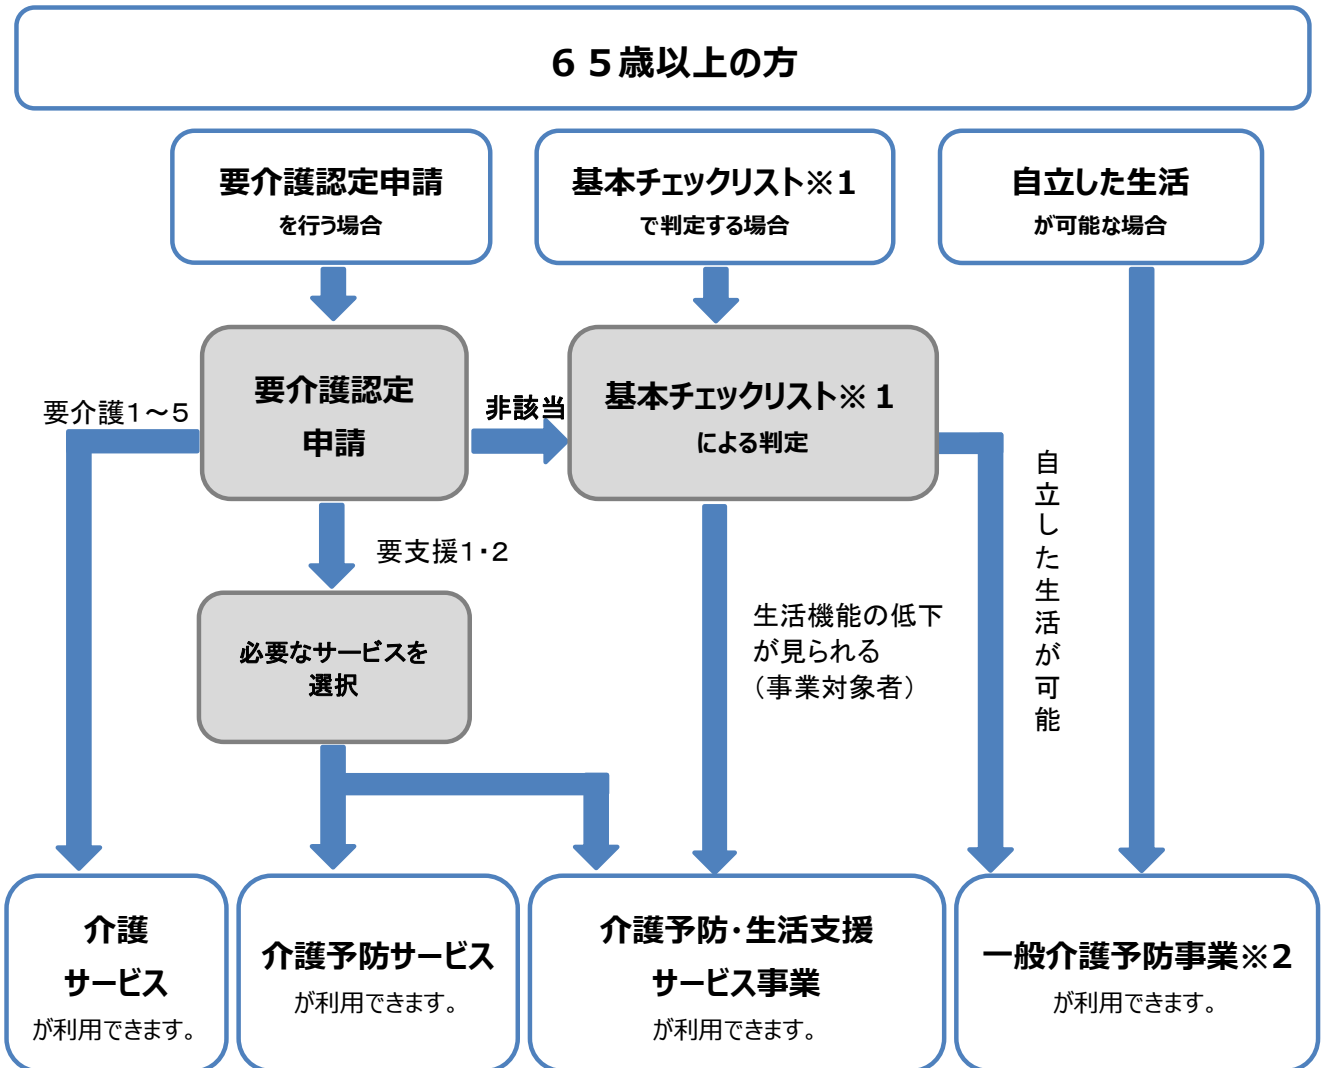 ６５歳以上の方
要介護認定申請
を行う場合
基本チェックリスト※1
で判定する場合
自立した生活
が可能な場合
要介護認定
申請
基本チェックリスト※１
による判定
要介護１～５
非該当
自立した生活が可能
要支援１・２
生活機能の低下
が見られる
（事業対象者）
必要なサービスを
選択
介護
サービス
が利用できます。
介護予防サービス
が利用できます。
介護予防・生活支援
サービス事業
が利用できます。
一般介護予防事業※2
が利用できます。